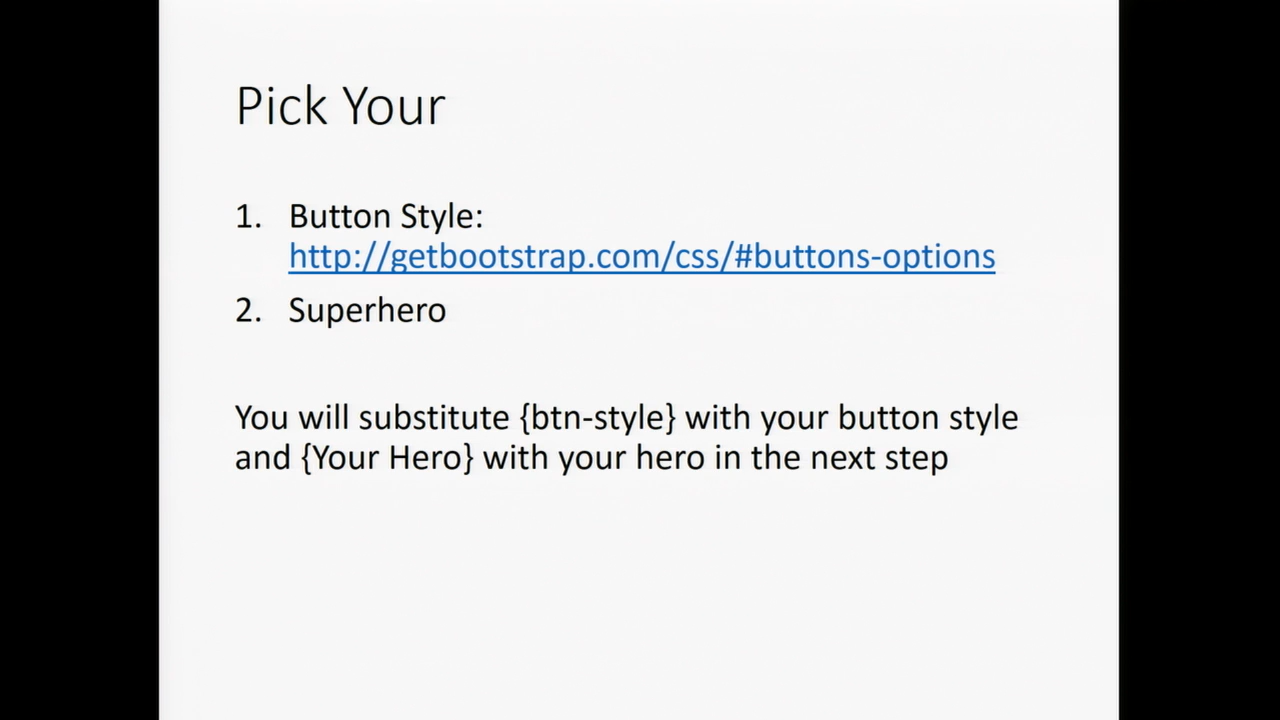 Pick Your
1. Button Style:
http://getbootstrap.com/css/#buttons-options
2. Superhero
You will substitute {btn-style} with your button style
and {Your Hero} with your hero in the next step